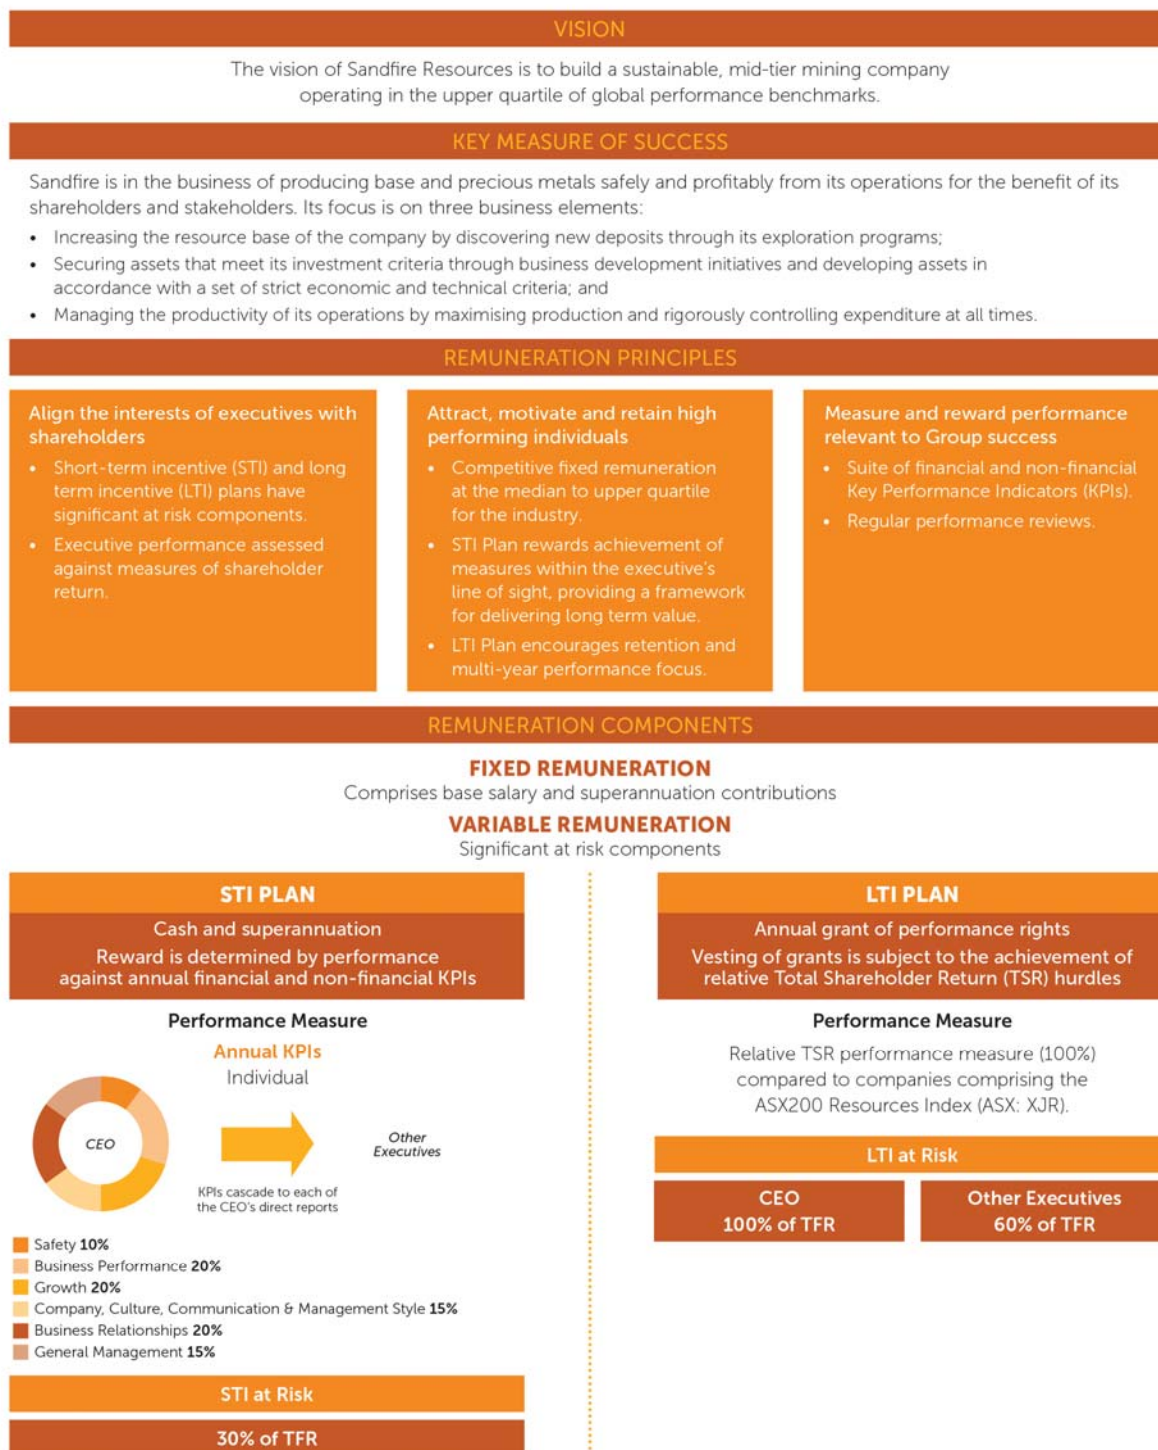 VISION
The vision of Sandfire Resources is to build a sustainable, mid-tier mining company
operating in the upper quartile of global performance benchmarks.
KEY MEASURE OF SUCCESS
Sandfire is in the business of producing base and precious metals safely and profitably from its operations for the benefit of its
shareholders and stakeholders. Its focus is on three business elements:
• Increasing the resource base of the company by discovering new deposits through its exploration programs;
• Securing assets that meet its investment criteria through business development initiatives and developing assets in
accordance with a set of strict economic and technical criteria; and
• Managing the productivity of its operations by maximising production and rigorously controlling expenditure at all times.
REMUNERATION PRINCIPLES
Align the interests of executives with
shareholders
• Short-term incentive (STI) and long
term incentive (LTI) plans have
significant at risk components.
• Executive performance assessed
against measures of shareholder
return.
Attract, motivate and retain high
performing individuals
• Competitive fixed remuneration
at the median to upper quartile
for the industry.
• STI Plan rewards achievement of
measures within the executive's
line of sight, providing a framework
for delivering long term value.
• LTI Plan encourages retention and
multi-year performance focus.
Measure and reward performance
relevant to Group success
• Suite of financial and non-financial
Key Performance Indicators (KPIs).
• Regular performance reviews.
REMUNERATION COMPONENTS
FIXED REMUNERATION
Comprises base salary and superannuation contributions
VARIABLE REMUNERATION
Significant at risk components
STI PLAN
Cash and superannuation
Reward is determined by performance
against annual financial and non-financial KPIs
Performance Measure
Annual KPIs
Individual
CEO
Other
Executives
KPIs cascade to each of
the CEO's direct reports
Safety 10%
Business Performance 20%
Growth 20%
Company, Culture, Communication & Management Style 15%
Business Relationships 20%
General Management 15%
STI at Risk
30% of TFR
LTI PLAN
Annual grant of performance rights
Vesting of grants is subject to the achievement of
relative Total Shareholder Return (TSR) hurdles
Performance Measure
Relative TSR performance measure (100%)
compared to companies comprising the
ASX200 Resources Index (ASX: XJR).
LTI at Risk
CEO
100% of TFR
Other Executives
60% of TFR